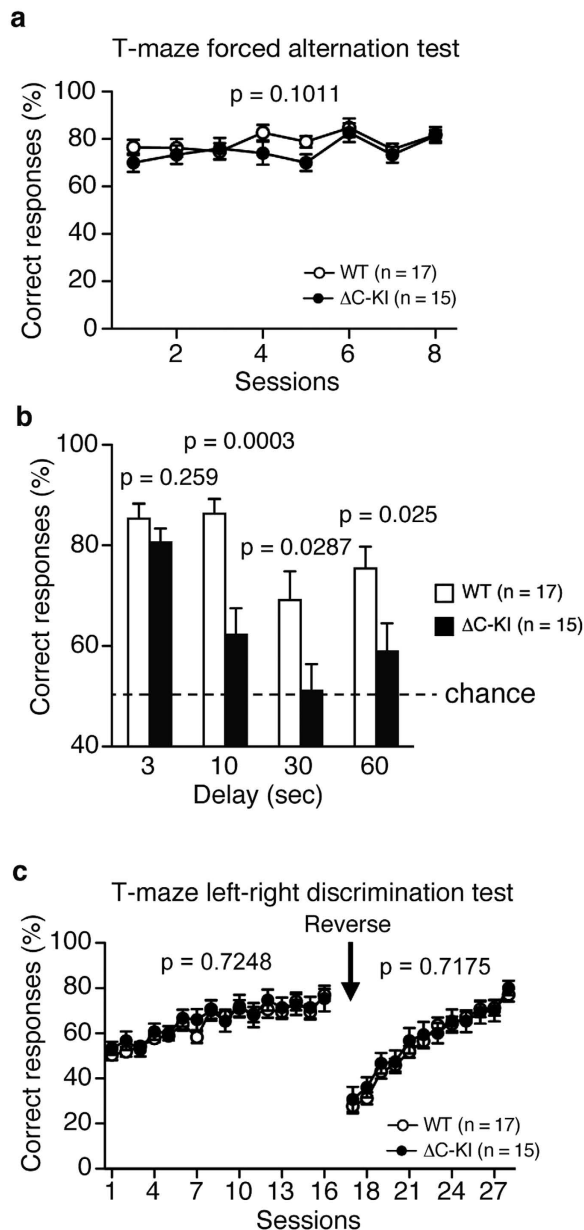 a
T-maze forced alternation test
Correct responses (%)
100
80
60
40
20
0
p = 0.1011
WT (n = 17)
ΔC-KI (n = 15)
2 4 6 8
Sessions
b
Correct responses (%)
100
80
60
40
p = 0.259
p = 0.0003
p = 0.0287
p = 0.025
WT (n = 17)
ΔC-KI (n = 15)
chance
3 10 30 60
Delay (sec)
c
T-maze left-right discrimination test
Reverse
Correct responses (%)
100
80
60
40
20
0
p = 0.7248
p = 0.7175
WT (n = 17)
ΔC-KI (n = 15)
1 4 7 10 13 16 18 21 24 27
Sessions